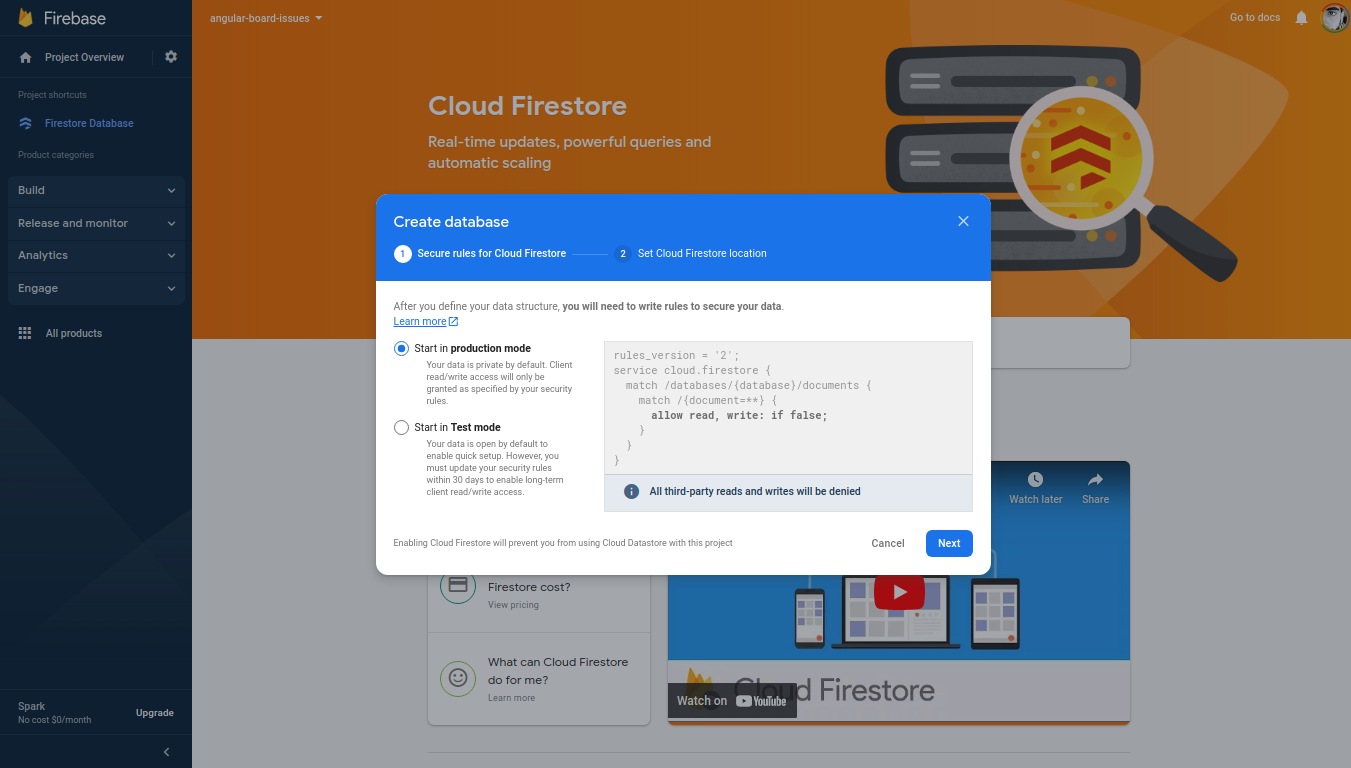 Firebase
angular-board-issues
Go to docs
Project Overview
Project shortcuts
Firestore Database
Product categories
Build
Release and monitor
Analytics
Engage
All products
Spark
No cost $0/month
Upgrade
Cloud Firestore
Real-time updates, powerful queries and
automatic scaling
Create database
1 Secure rules for Cloud Firestore
2 Set Cloud Firestore location
After you define your data structure, you will need to write rules to secure your data.
Learn more
Start in production mode
Your data is private by default. Client
read/write access will only be
granted as specified by your security
rules.
Start in Test mode
Your data is open by default to
enable quick setup. However, you
must update your security rules
within 30 days to enable long-term
client read/write access.
rules_version = '2';
service cloud.firestore {
match /databases/{database}/documents {
match /{document=**} {
allow read, write: if false;
}
}
}
All third-party reads and writes will be denied
Enabling Cloud Firestore will prevent you from using Cloud Datastore with this project
Cancel
Next
Firestore cost?
View pricing
What can Cloud Firestore
do for me?
Learn more
Watch later
Share
Cloud Firestore
Watch on YouTube